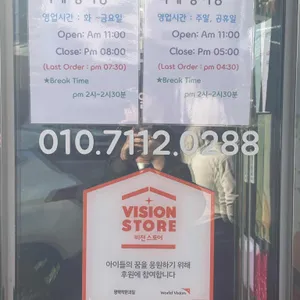 영업시간 : 화 ~금요일
Open: Am 11:00
Close: Pm 08:00
(Last Order : pm 07:30)
★Break Time
pm 2시~2시30분
영업시간 : 주말, 공휴일
Open: Am 11:00
Close: Pm 05:00
(Last Order : pm 04:30)
★Break Time
pm 2시~2시30분
010.7112.0288
VISION
STORE
비전스토어
아이들의 꿈을 응원하기 위해
후원에 참여합니다
World Vision